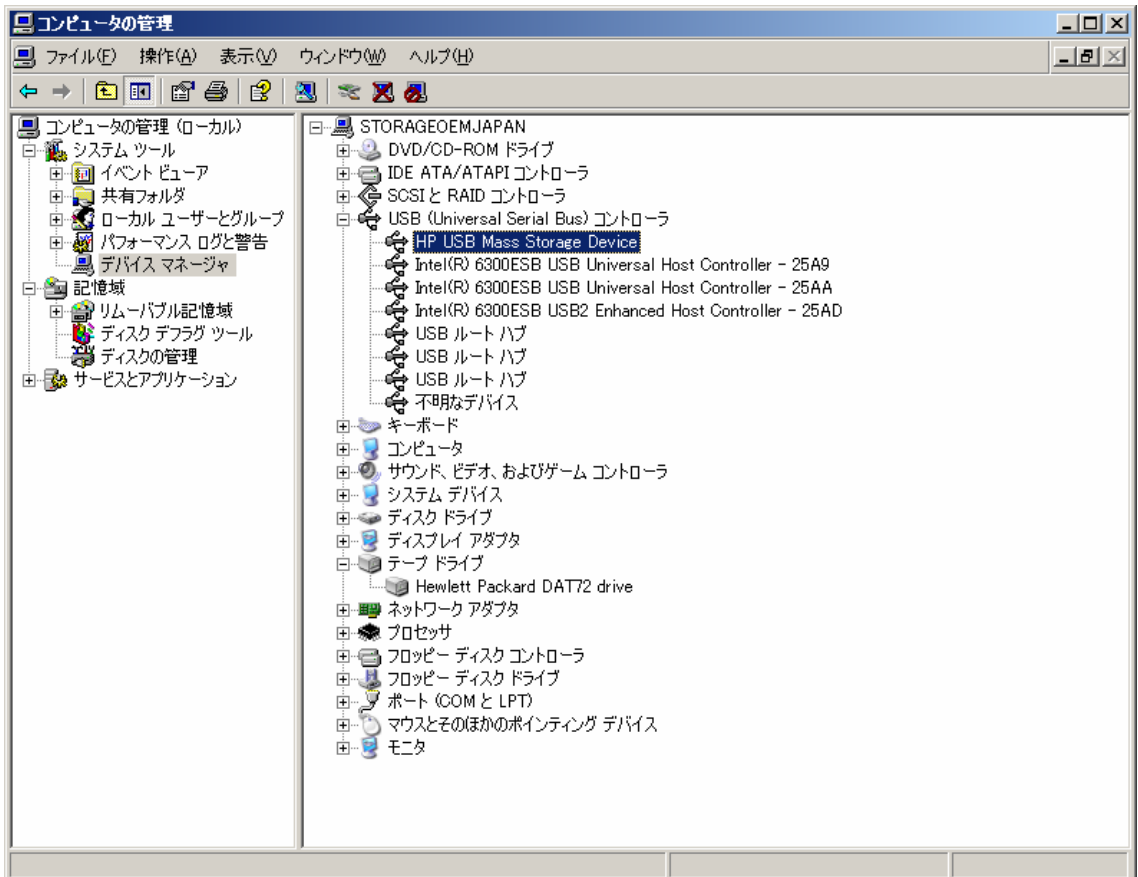 コンピュータの管理
ファイル(F) 操作(A) 表示(V) ウィンドウ(W) ヘルプ(H)
コンピュータの管理 (ローカル)
システム ツール
イベント ビューア
共有フォルダ
ローカル ユーザーとグループ
パフォーマンス ログと警告
デバイス マネージャ
記憶域
リムーバブル記憶域
ディスク デフラグ ツール
ディスクの管理
サービスとアプリケーション
STORAGEOEMJAPAN
DVD/CD-ROM ドライブ
IDE ATA/ATAPI コントローラ
SCSI と RAID コントローラ
USB (Universal Serial Bus) コントローラ
HP USB Mass Storage Device
Intel(R) 6300ESB USB Universal Host Controller - 25A9
Intel(R) 6300ESB USB Universal Host Controller - 25AA
Intel(R) 6300ESB USB2 Enhanced Host Controller - 25AD
USB ルート ハブ
USB ルート ハブ
USB ルート ハブ
不明なデバイス
キーボード
コンピュータ
サウンド、ビデオ、およびゲーム コントローラ
システム デバイス
ディスク ドライブ
ディスプレイ アダプタ
テープ ドライブ
Hewlett Packard DAT72 drive
ネットワーク アダプタ
プロセッサ
フロッピー ディスク コントローラ
フロッピー ディスク ドライブ
ポート (COM と LPT)
マウスとそのほかのポインティング デバイス
モニタ